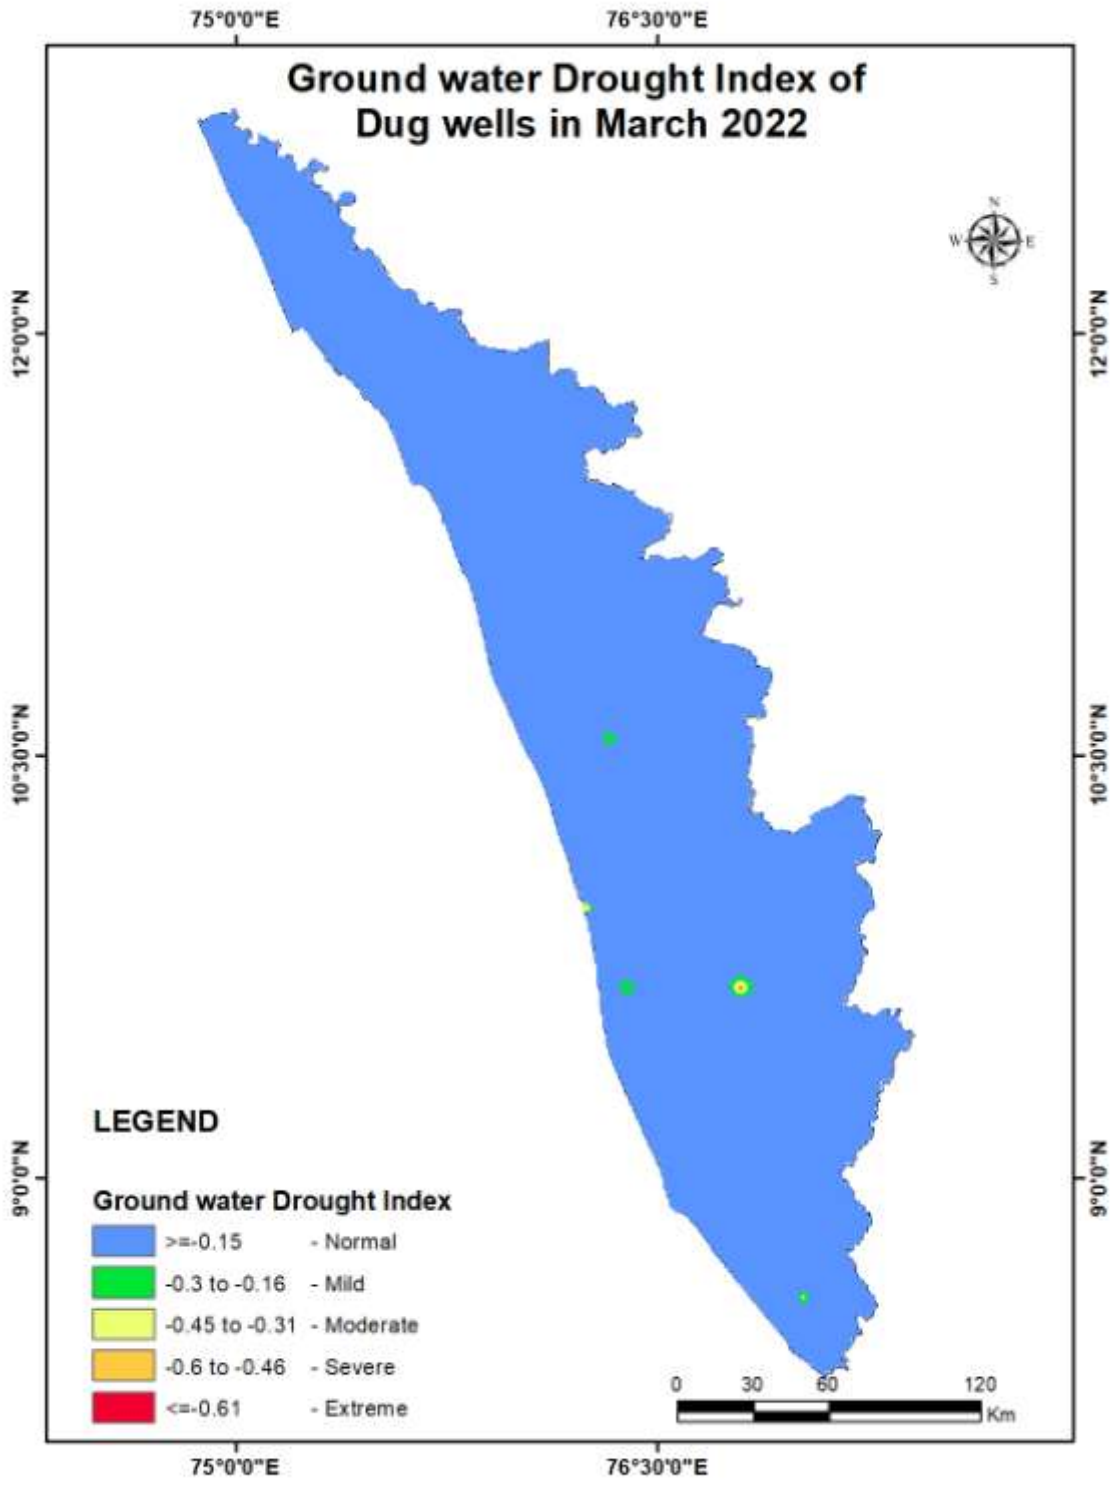 75°0'0"E 76°30'0"E
Ground water Drought Index of
Dug wells in March 2022
N
W E
S
12°0'0"N 12°0'0"N
10°30'0"N 10°30'0"N
9°0'0"N 9°0'0"N
LEGEND
Ground water Drought Index
>=-0.15 - Normal
-0.3 to -0.16 - Mild
-0.45 to -0.31 - Moderate
-0.6 to -0.46 - Severe
<=-0.61 - Extreme
0 30 60 120
Km
75°0'0"E 76°30'0"E